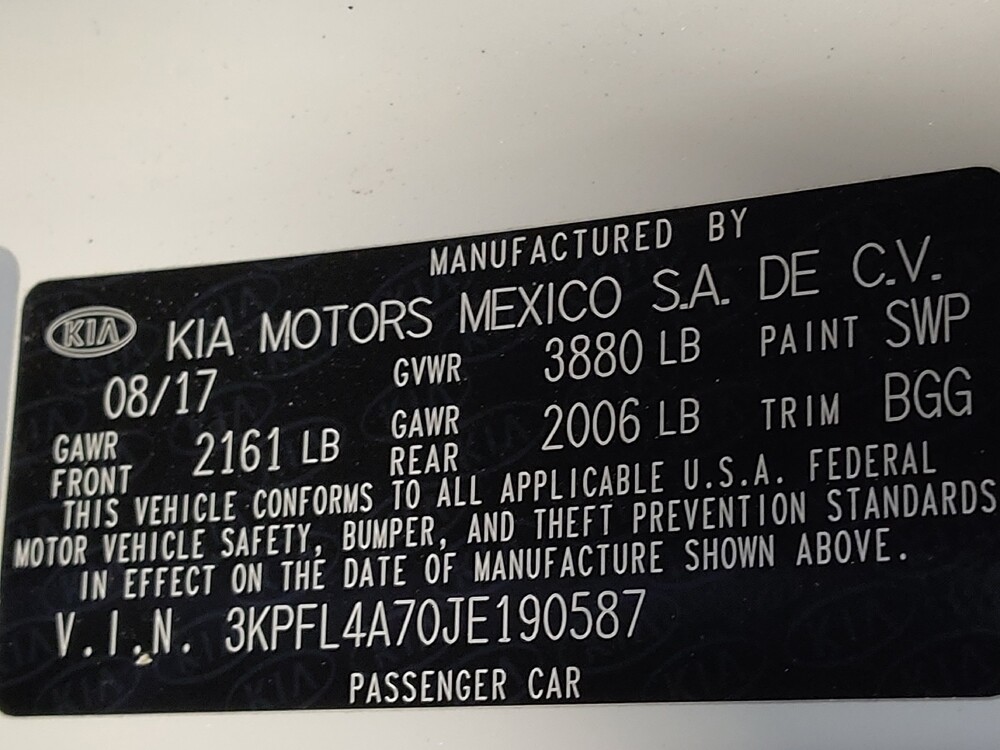 MANUFACTURED BY
KIA KIA MOTORS MEXICO S.A. DE C.V.
08/17 GVWR 3880 LB PAINT SWP
GAWR FRONT 2161 LB GAWR REAR 2006 LB TRIM BGG
THIS VEHICLE CONFORMS TO ALL APPLICABLE U.S.A. FEDERAL
MOTOR VEHICLE SAFETY, BUMPER, AND THEFT PREVENTION STANDARDS
IN EFFECT ON THE DATE OF MANUFACTURE SHOWN ABOVE.
V.I.N. 3KPFL4A70JE190587
PASSENGER CAR